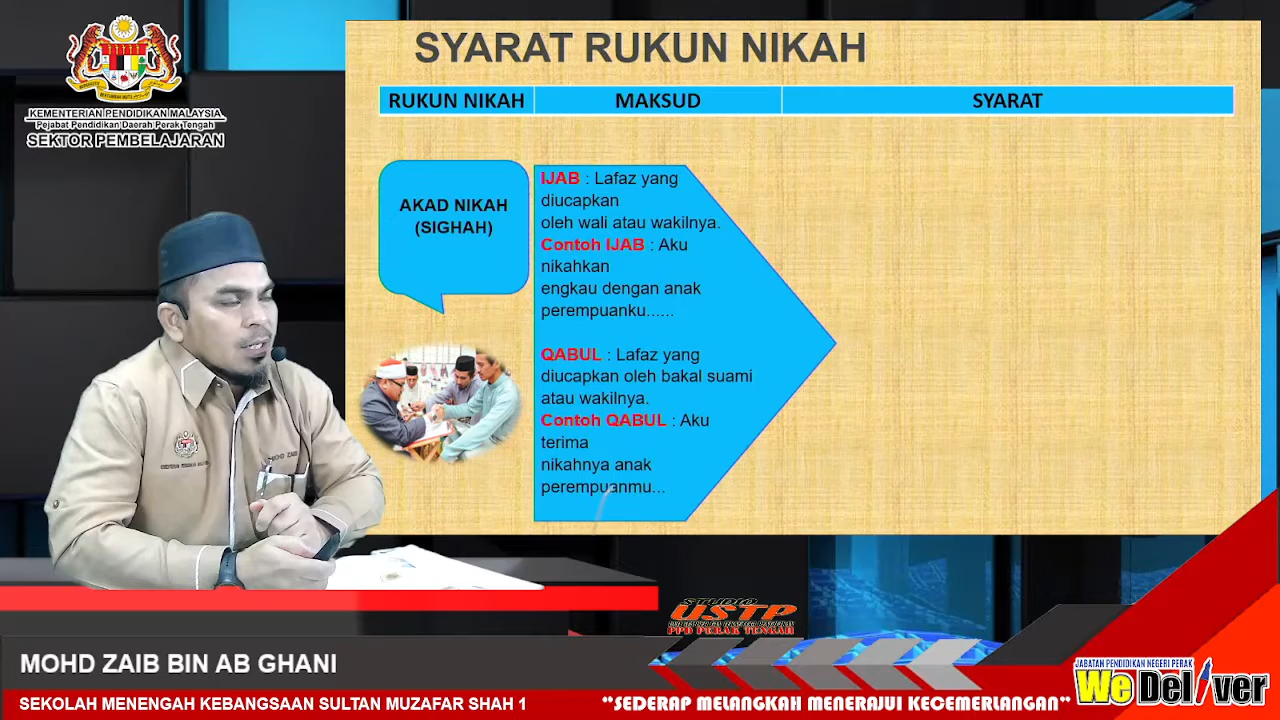 KEMENTERIAN PENDIDIKAN MALAYSIA
Pejabat Pendidikan Daerah Perak Tengah
SEKTOR PEMBELAJARAN
SYARAT RUKUN NIKAH
RUKUN NIKAH MAKSUD SYARAT
AKAD NIKAH
(SIGHAH)
IJAB : Lafaz yang
diucapkan
oleh wali atau wakilnya.
Contoh IJAB : Aku
nikahkan
engkau dengan anak
perempuanku......
QABUL : Lafaz yang
diucapkan oleh bakal suami
atau wakilnya.
Contoh QABUL : Aku
terima
nikahnya anak
perempuanmu...
MOHD ZAIB
STUDIO
USTP
PPD PERAK TENGAH
MOHD ZAIB BIN AB GHANI
SEKOLAH MENENGAH KEBANGSAAN SULTAN MUZAFAR SHAH 1
"SEDERAP MELANGKAH MENERAJUI KECEMERLANGAN"
JABATAN PENDIDIKAN NEGERI PERAK
We Deliver